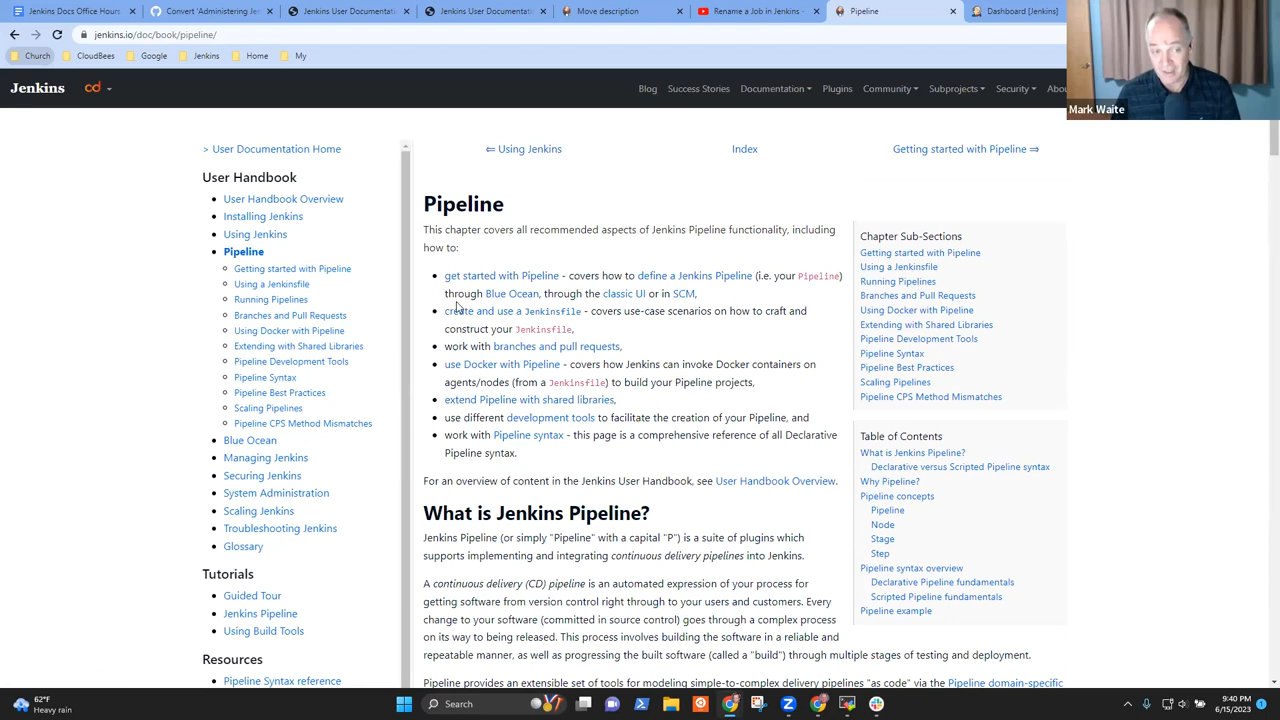 Jenkins Docs Office Hours
Convert 'Administering Je
Jenkins Users Documentat
Jenkins User Documentati
Move description
Rename a Job in Jenkins
Pipeline
Dashboard [Jenkins]
jenkins.io/doc/book/pipeline/
Church
CloudBees
Google
Jenkins
Home
My
Mark Waite
Jenkins
cd
Blog
Success Stories
Documentation
Plugins
Community
Subprojects
Security
Abou
> User Documentation Home
User Handbook
User Handbook Overview
Installing Jenkins
Using Jenkins
Pipeline
Getting started with Pipeline
Using a Jenkinsfile
Running Pipelines
Branches and Pull Requests
Using Docker with Pipeline
Extending with Shared Libraries
Pipeline Development Tools
Pipeline Syntax
Pipeline Best Practices
Scaling Pipelines
Pipeline CPS Method Mismatches
Blue Ocean
Managing Jenkins
Securing Jenkins
System Administration
Scaling Jenkins
Troubleshooting Jenkins
Glossary
Tutorials
Guided Tour
Jenkins Pipeline
Using Build Tools
Resources
Pipeline Syntax reference
⇐ Using Jenkins
Index
Getting started with Pipeline ⇒
Pipeline
This chapter covers all recommended aspects of Jenkins Pipeline functionality, including
how to:
get started with Pipeline - covers how to define a Jenkins Pipeline (i.e. your Pipeline)
through Blue Ocean, through the classic UI or in SCM,
create and use a Jenkinsfile - covers use-case scenarios on how to craft and
construct your Jenkinsfile,
work with branches and pull requests,
use Docker with Pipeline - covers how Jenkins can invoke Docker containers on
agents/nodes (from a Jenkinsfile) to build your Pipeline projects,
extend Pipeline with shared libraries,
use different development tools to facilitate the creation of your Pipeline, and
work with Pipeline syntax - this page is a comprehensive reference of all Declarative
Pipeline syntax.
For an overview of content in the Jenkins User Handbook, see User Handbook Overview.
What is Jenkins Pipeline?
Jenkins Pipeline (or simply "Pipeline" with a capital "P") is a suite of plugins which
supports implementing and integrating continuous delivery pipelines into Jenkins.
A continuous delivery (CD) pipeline is an automated expression of your process for
getting software from version control right through to your users and customers. Every
change to your software (committed in source control) goes through a complex process
on its way to being released. This process involves building the software in a reliable and
repeatable manner, as well as progressing the built software (called a "build") through multiple stages of testing and deployment.
Pipeline provides an extensible set of tools for modeling simple-to-complex delivery pipelines "as code" via the Pipeline domain-specific
Chapter Sub-Sections
Getting started with Pipeline
Using a Jenkinsfile
Running Pipelines
Branches and Pull Requests
Using Docker with Pipeline
Extending with Shared Libraries
Pipeline Development Tools
Pipeline Syntax
Pipeline Best Practices
Scaling Pipelines
Pipeline CPS Method Mismatches
Table of Contents
What is Jenkins Pipeline?
Declarative versus Scripted Pipeline syntax
Why Pipeline?
Pipeline concepts
Pipeline
Node
Stage
Step
Pipeline syntax overview
Declarative Pipeline fundamentals
Scripted Pipeline fundamentals
Pipeline example
62°F
Heavy rain
Search
9:40 PM
6/15/2023